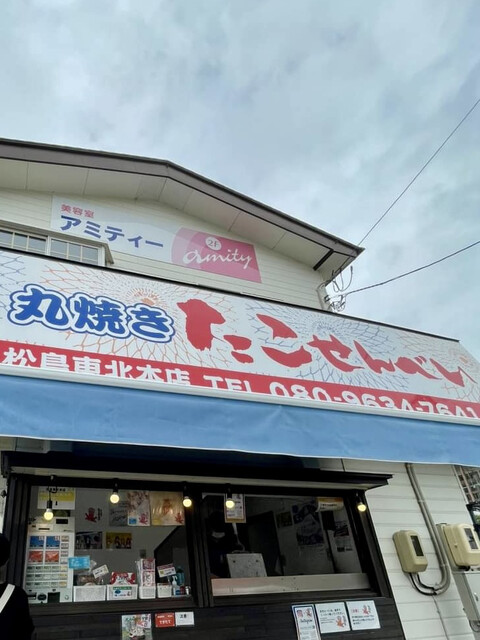 美容室
アミティー
2F
amity
丸焼き たこせんべい
松島東北本店 TEL 080-9634-7641